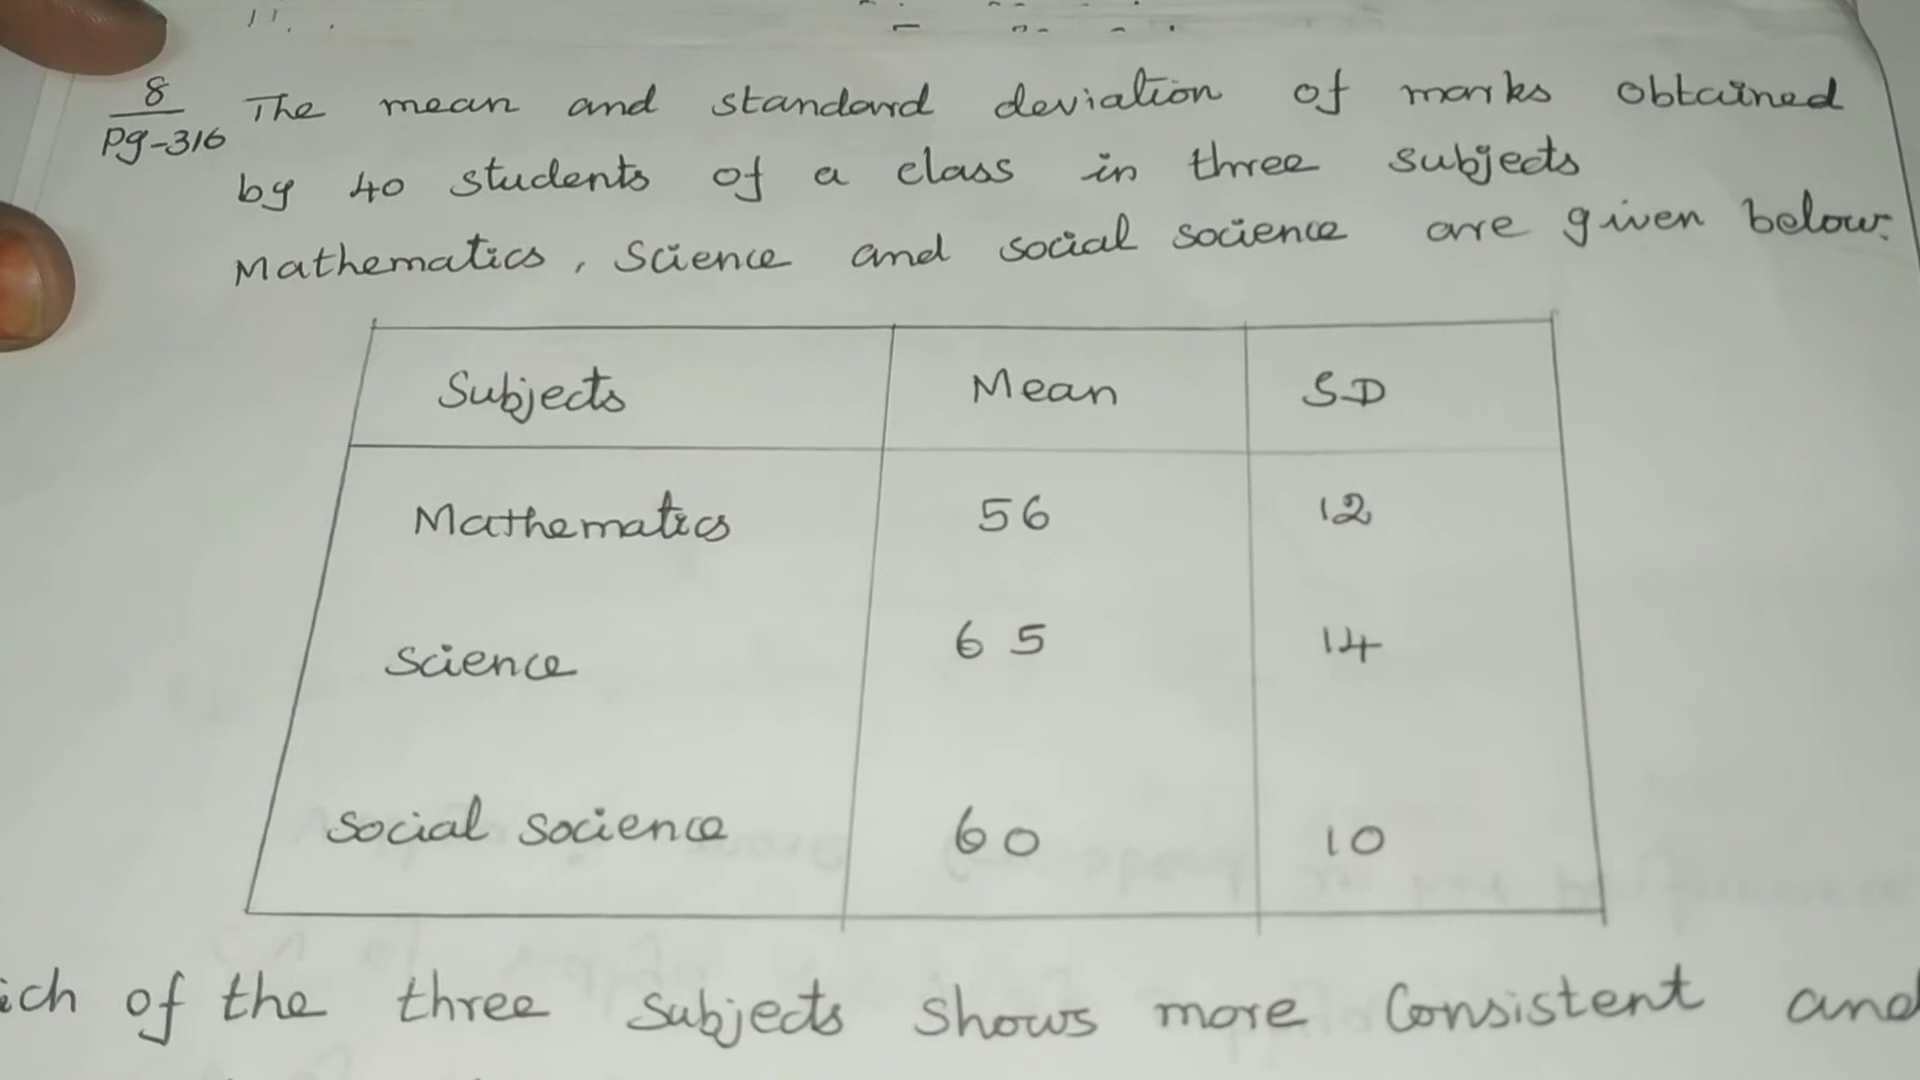 8
Pg-316
The mean and standard deviation of marks obtained
by 40 students of a class in three subjects
Mathematics, Science and social socience are given below:
Subjects Mean SD
Mathematics 56 12
science 65 14
social socience 60 10
ich of the three subjects shows more Consistent and